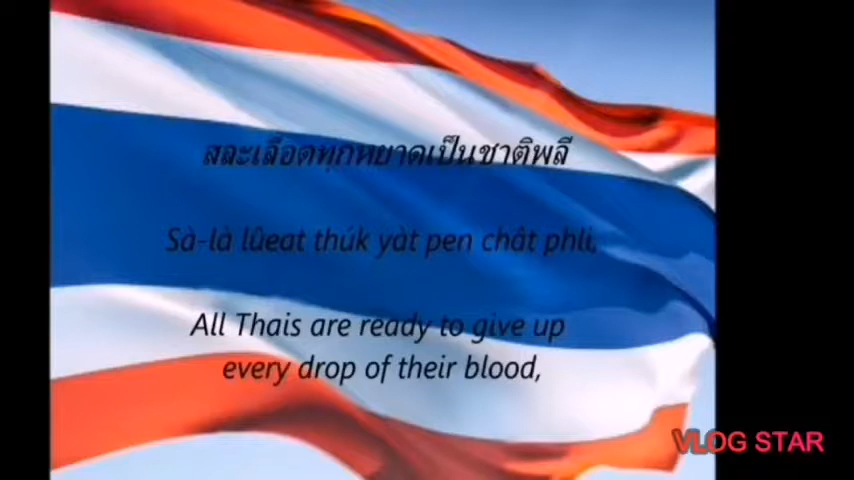 สละเลือดทุกหยาดเป็นชาติพลี
Sà-là lûeat thúk yàt pen chât phli,
All Thais are ready to give up
every drop of their blood,
VLOG STAR